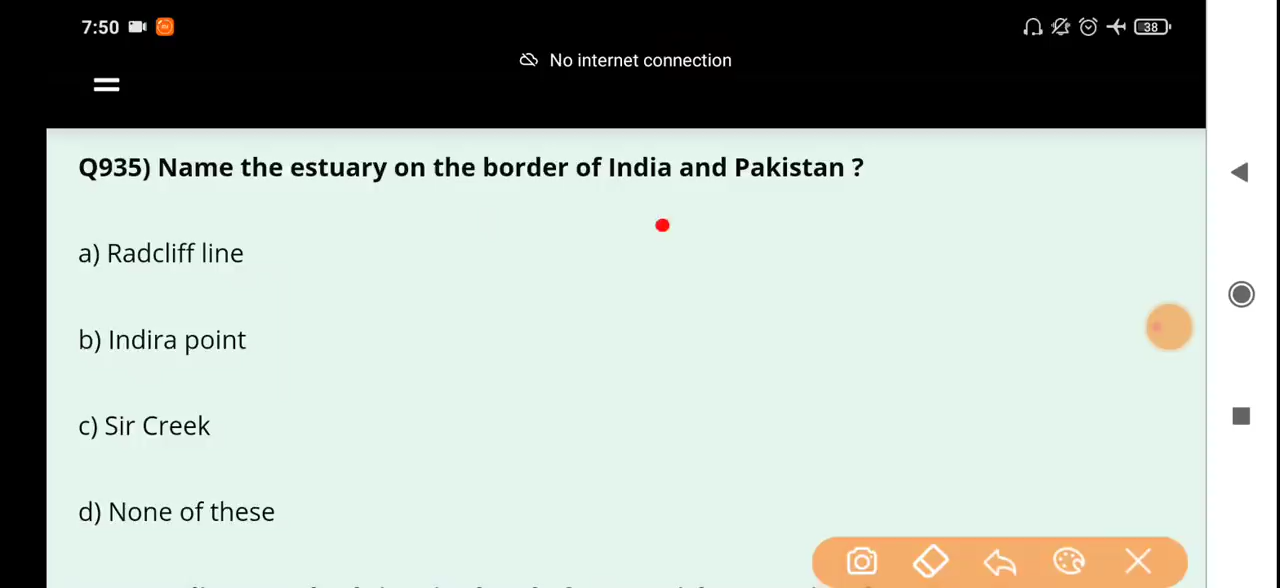 7:50
38
No internet connection
Q935) Name the estuary on the border of India and Pakistan ?
a) Radcliff line
b) Indira point
c) Sir Creek
d) None of these